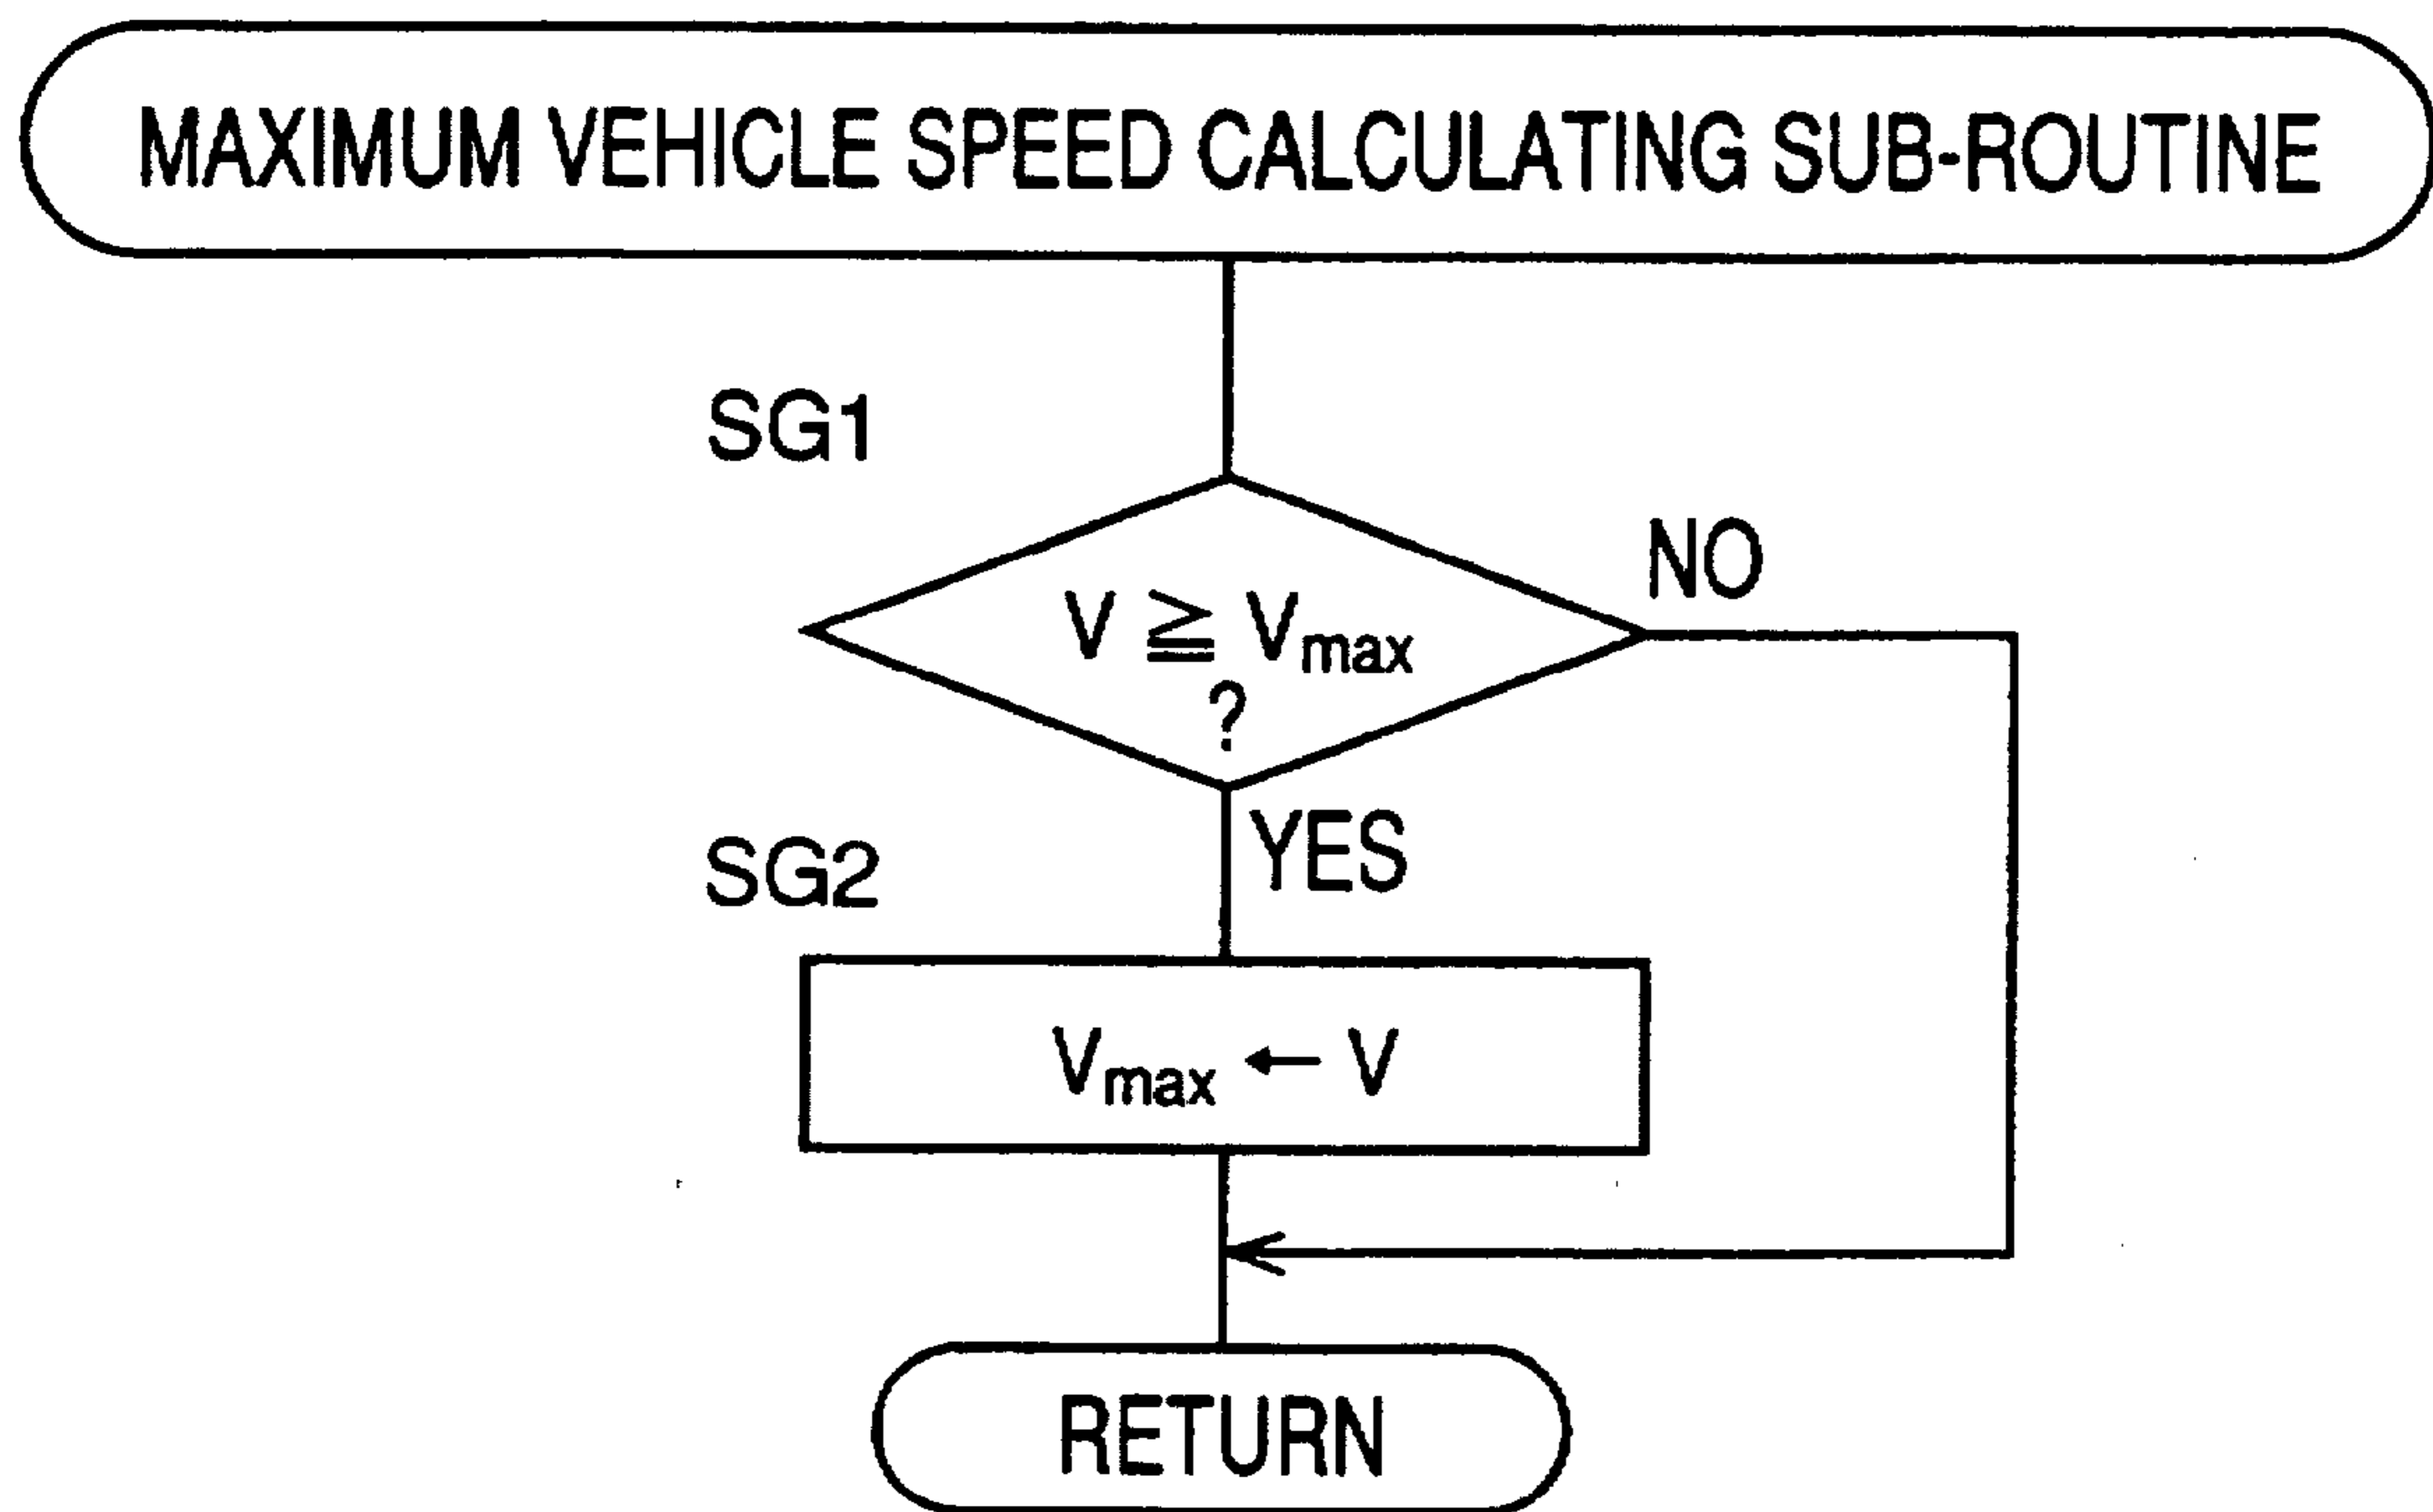 MAXIMUM VEHICLE SPEED CALCULATING SUB-ROUTINE
SG1
NO
V ≧ Vmax
?
YES
SG2
Vmax ← V
RETURN